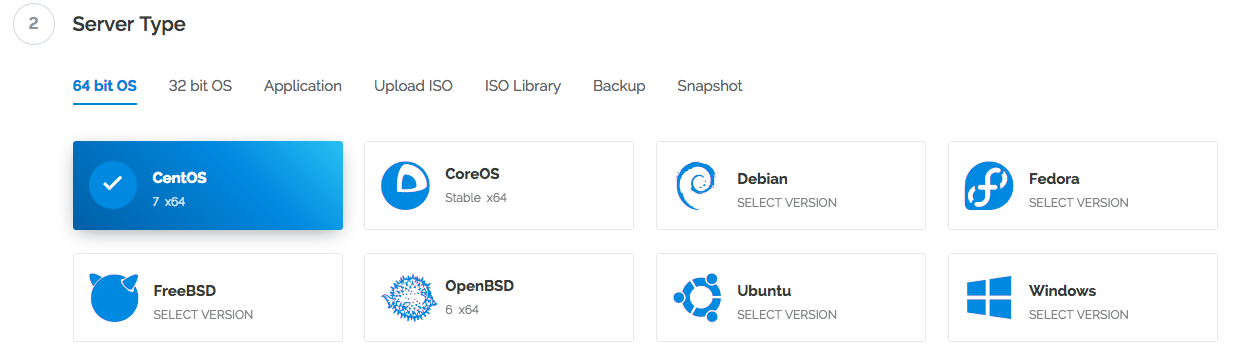 2 Server Type
64 bit OS 32 bit OS Application Upload ISO ISO Library Backup Snapshot
CentOS
7 x64
CoreOS
Stable x64
Debian
SELECT VERSION
Fedora
SELECT VERSION
FreeBSD
SELECT VERSION
OpenBSD
6 x64
Ubuntu
SELECT VERSION
Windows
SELECT VERSION